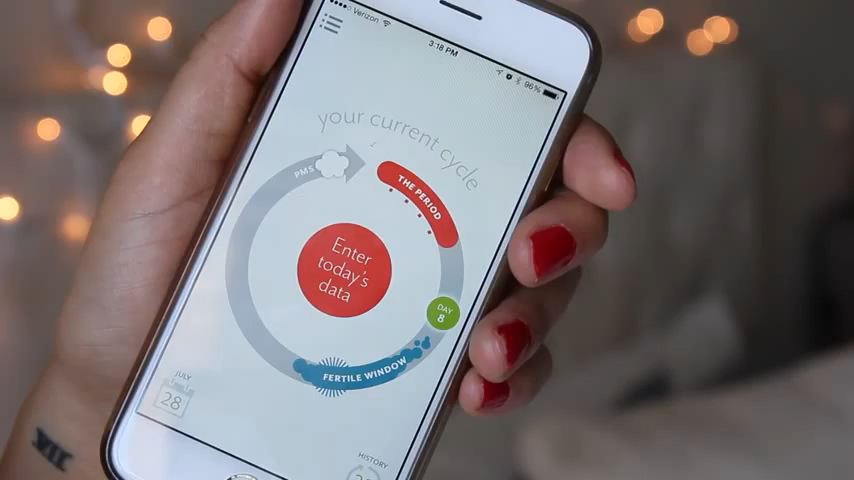 Verizon
3:18 PM
96%
your current cycle
PMS
THE PERIOD
Enter
today's
data
DAY
8
FERTILE WINDOW
JULY
28
HISTORY